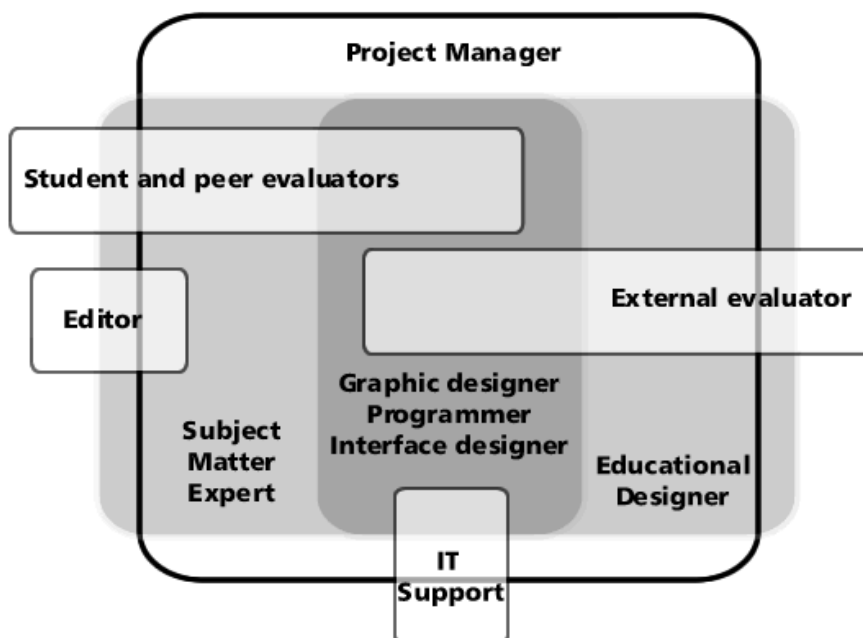 Project Manager
Student and peer evaluators
External evaluator
Editor
Graphic designer
Programmer
Interface designer
Subject
Matter
Expert
Educational
Designer
IT
Support